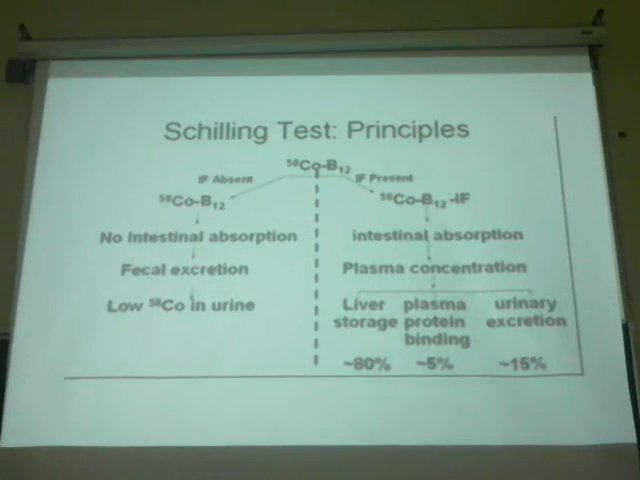 Schilling Test: Principles
⁵⁸Co-B₁₂
IF Absent
IF Present
⁵⁸Co-B₁₂
⁵⁸Co-B₁₂-IF
No Intestinal absorption
intestinal absorption
Fecal excretion
Plasma concentration
Low ⁵⁸Co in urine
Liver
storage
plasma
protein
binding
urinary
excretion
~80%
~5%
~15%